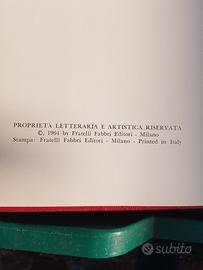 PROPRIETÀ LETTERARIA E ARTISTICA RISERVATA
©, 1964 by Fratelli Fabbri Editori - Milano
Stampa: Fratelli Fabbri Editori - Milano - Printed in Italy
subito